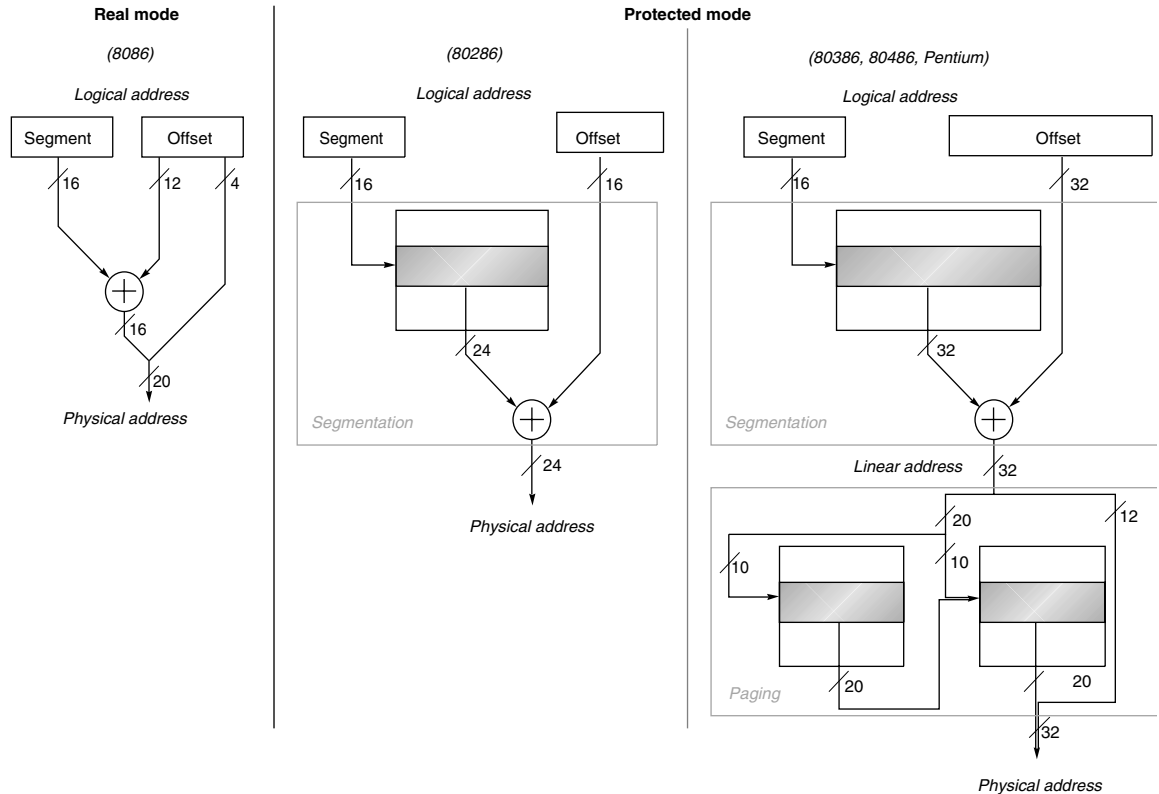 Real mode
Protected mode
(8086)
(80286)
(80386, 80486, Pentium)
Logical address
Logical address
Logical address
Segment
Offset
Segment
Offset
Segment
Offset
16
12
4
16
16
16
32
16
20
Physical address
24
Segmentation
24
Physical address
32
Segmentation
Linear address
32
20
12
10
10
20
20
Paging
32
Physical address